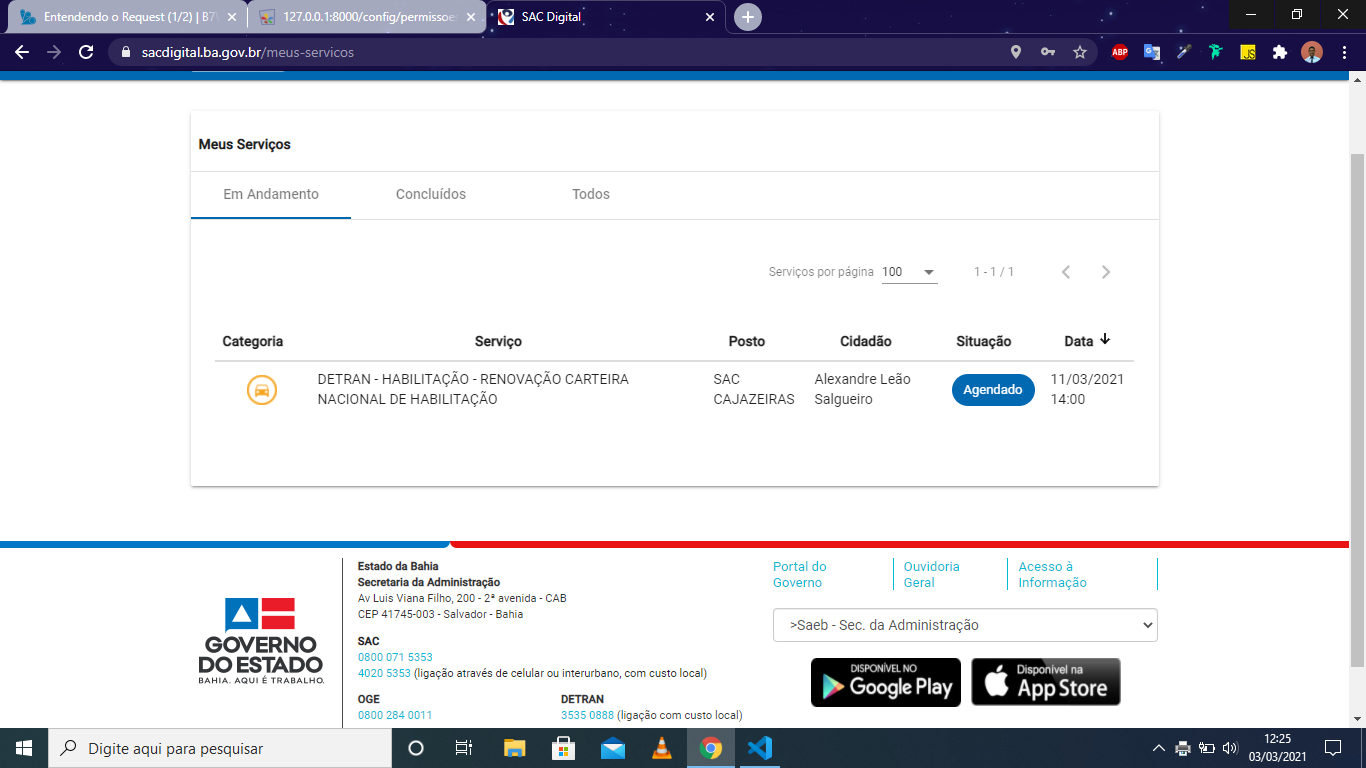 Entendendo o Request (1/2) | B7W
127.0.0.1:8000/config/permissoes
SAC Digital
sacdigital.ba.gov.br/meus-servicos
ABP
JS
Meus Serviços
Em Andamento
Concluídos
Todos
Serviços por página 100 1 - 1 / 1
Categoria Serviço Posto Cidadão Situação Data
DETRAN - HABILITAÇÃO - RENOVAÇÃO CARTEIRA
NACIONAL DE HABILITAÇÃO
SAC
CAJAZEIRAS
Alexandre Leão
Salgueiro
Agendado
11/03/2021
14:00
GOVERNO
DO ESTADO
BAHIA. AQUI É TRABALHO.
Estado da Bahia
Secretaria da Administração
Av Luis Viana Filho, 200 - 2ª avenida - CAB
CEP 41745-003 - Salvador - Bahia
SAC
0800 071 5353
4020 5353 (ligação através de celular ou interurbano, com custo local)
OGE
0800 284 0011
DETRAN
3535 0888 (ligação com custo local)
Portal do
Governo
Ouvidoria
Geral
Acesso à
Informação
>Saeb - Sec. da Administração
DISPONÍVEL NO
Google Play
Disponível na
App Store
Digite aqui para pesquisar
12:25
03/03/2021